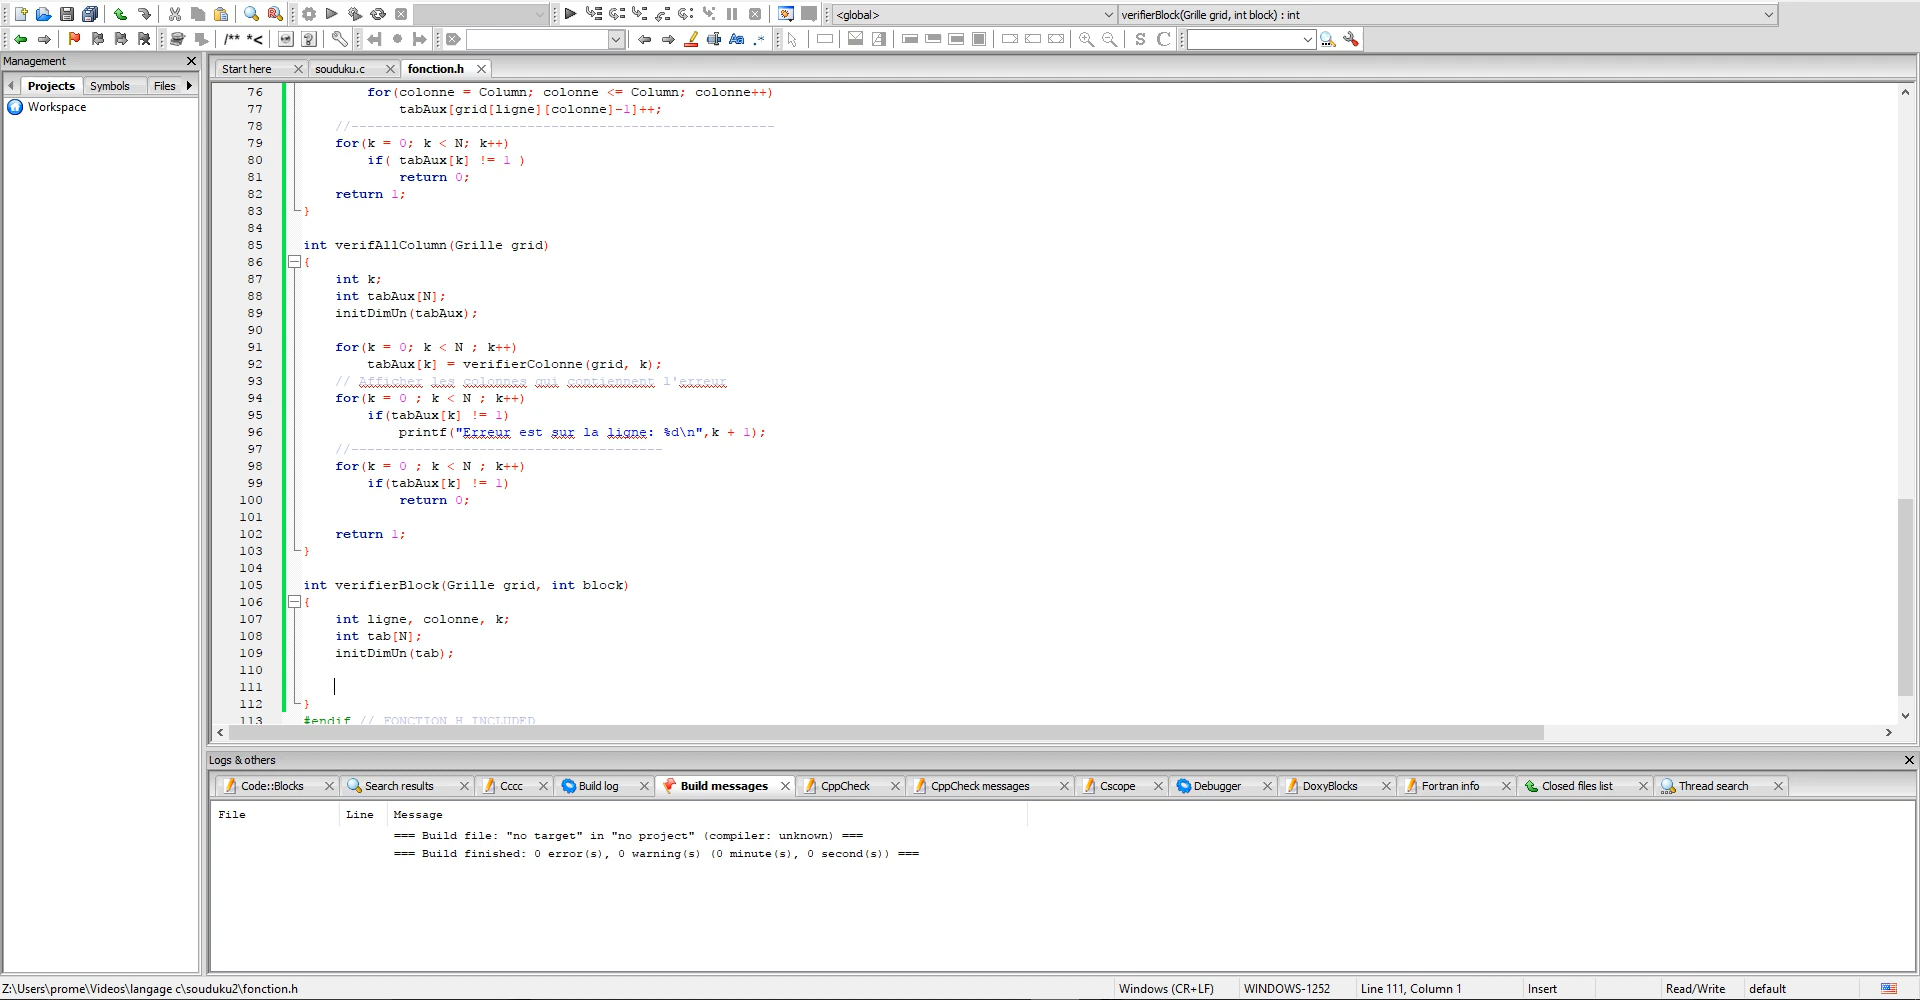 <global>
verifierBlock(Grille grid, int block) : int
/** *<
S C
Management
Projects Symbols Files
Workspace
Start here souduku.c fonction.h
76 for(colonne = Column; colonne <= Column; colonne++)
77 tabAux[grid[ligne][colonne]-1]++;
78 //-----------------------------------------------------
79 for(k = 0; k < N; k++)
80 if( tabAux[k] != 1 )
81 return 0;
82 return 1;
83 }
84
85 int verifAllColumn(Grille grid)
86 {
87 int k;
88 int tabAux[N];
89 initDimUn(tabAux);
90
91 for(k = 0; k < N ; k++)
92 tabAux[k] = verifierColonne(grid, k);
93 // Afficher les colonnes qui contiennent l'erreur
94 for(k = 0 ; k < N ; k++)
95 if(tabAux[k] != 1)
96 printf("Erreur est sur la ligne: %d\n",k + 1);
97 //---------------------------------------
98 for(k = 0 ; k < N ; k++)
99 if(tabAux[k] != 1)
100 return 0;
101
102 return 1;
103 }
104
105 int verifierBlock(Grille grid, int block)
106 {
107 int ligne, colonne, k;
108 int tab[N];
109 initDimUn(tab);
110
111
112 }
113 #endif // FONCTION_H_INCLUDED
Logs & others
Code::Blocks Search results Cccc Build log Build messages CppCheck CppCheck messages Cscope Debugger DoxyBlocks Fortran info Closed files list Thread search
File Line Message
=== Build file: "no target" in "no project" (compiler: unknown) ===
=== Build finished: 0 error(s), 0 warning(s) (0 minute(s), 0 second(s)) ===
Z:\Users\prome\Videos\langage c\souduku2\fonction.h Windows (CR+LF) WINDOWS-1252 Line 111, Column 1 Insert Read/Write default